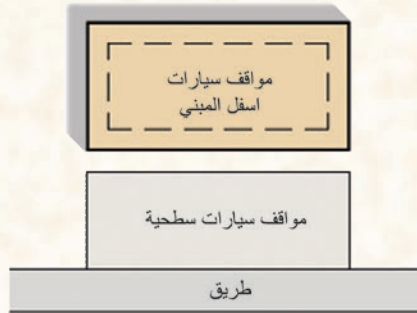 مواقف سيارات
اسفل المبني
مواقف سيارات سطحية
طريق